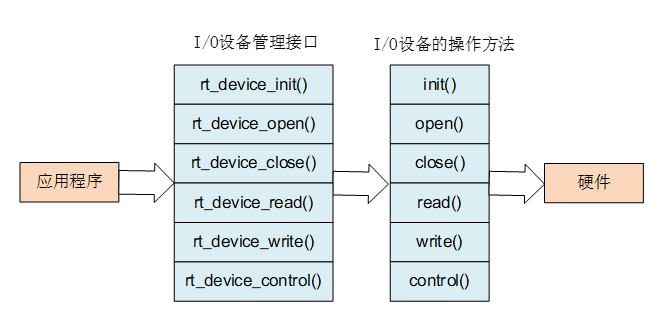 I/O设备管理接口
I/O设备的操作方法
rt_device_init()
init()
rt_device_open()
open()
rt_device_close()
close()
应用程序
硬件
rt_device_read()
read()
rt_device_write()
write()
rt_device_control()
control()